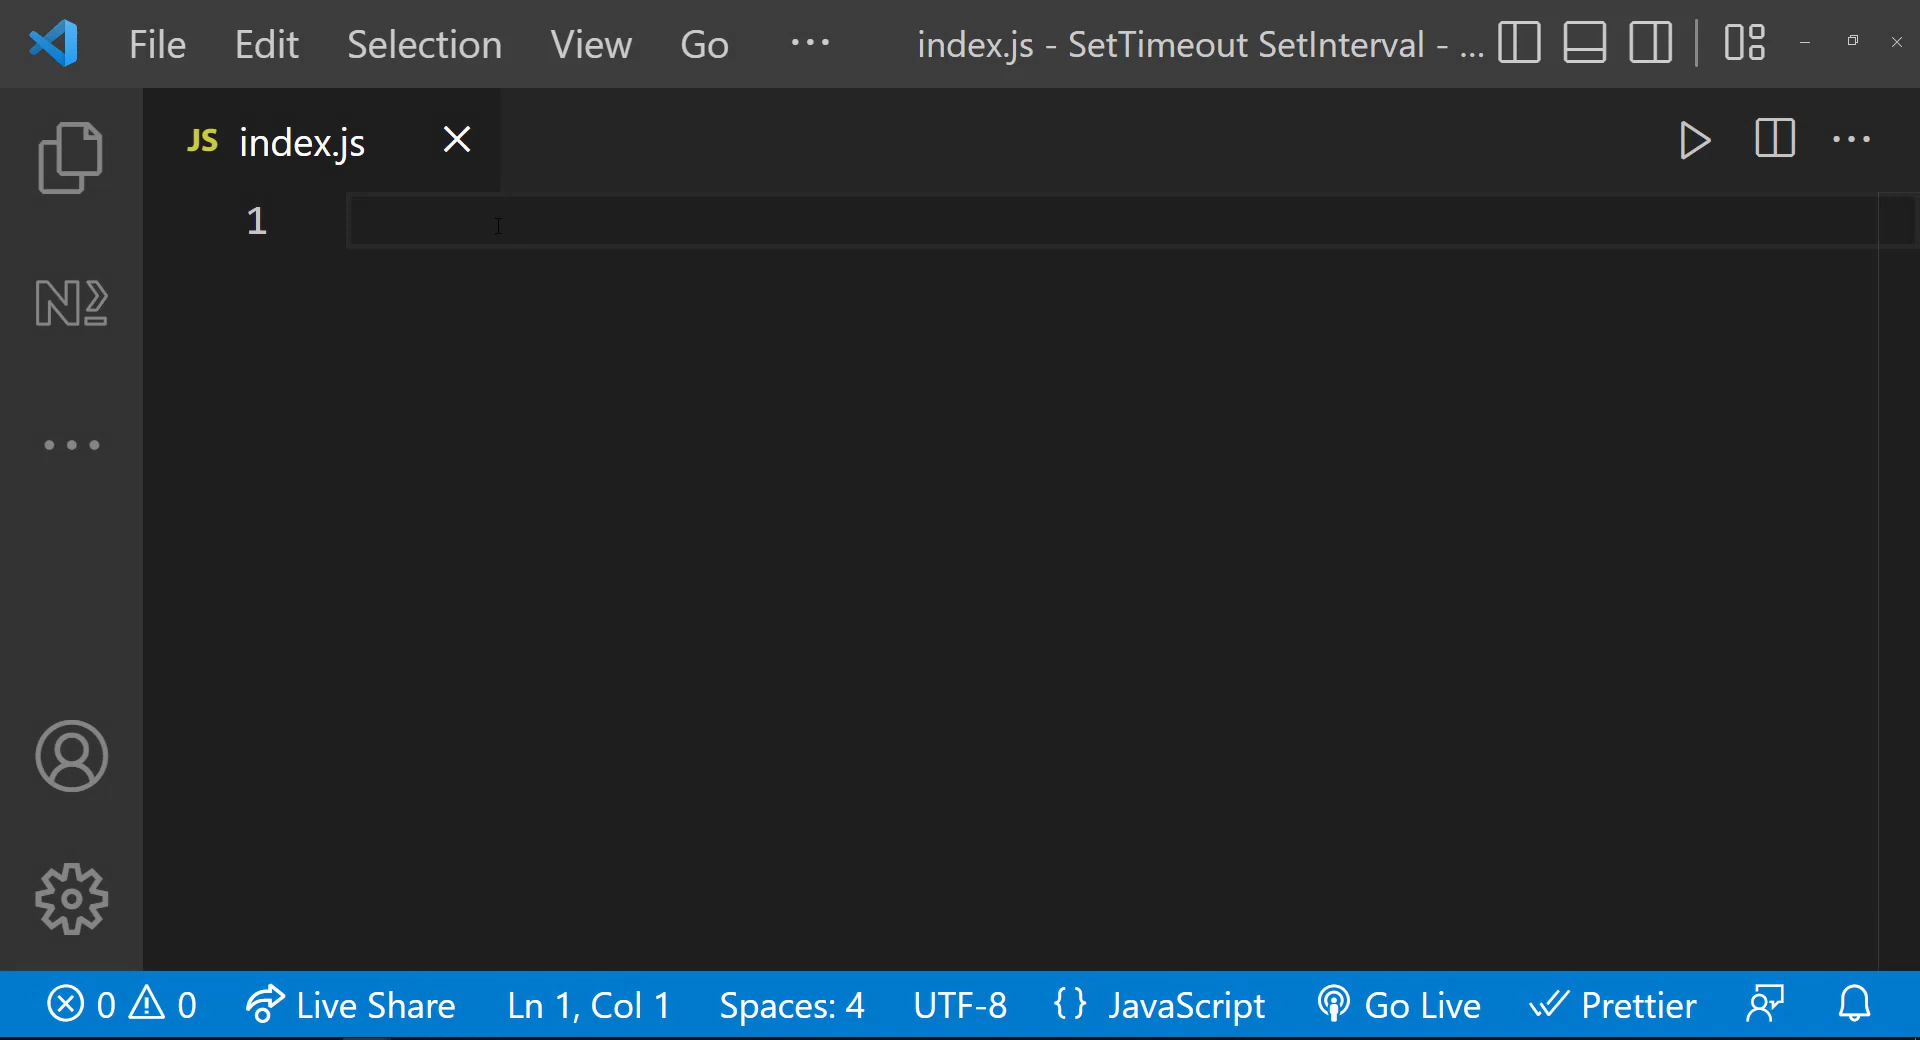 File Edit Selection View Go ··· index.js - SetTimeout SetInterval - ...
JS index.js
1
0 0 Live Share Ln 1, Col 1 Spaces: 4 UTF-8 {} JavaScript Go Live Prettier